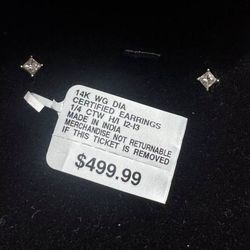 14K WG DIA
CERTIFIED EARRINGS
1/4 CTW H/I I2-I3
MADE IN INDIA
MERCHANDISE NOT RETURNABLE
IF THIS TICKET IS REMOVED
$499.99